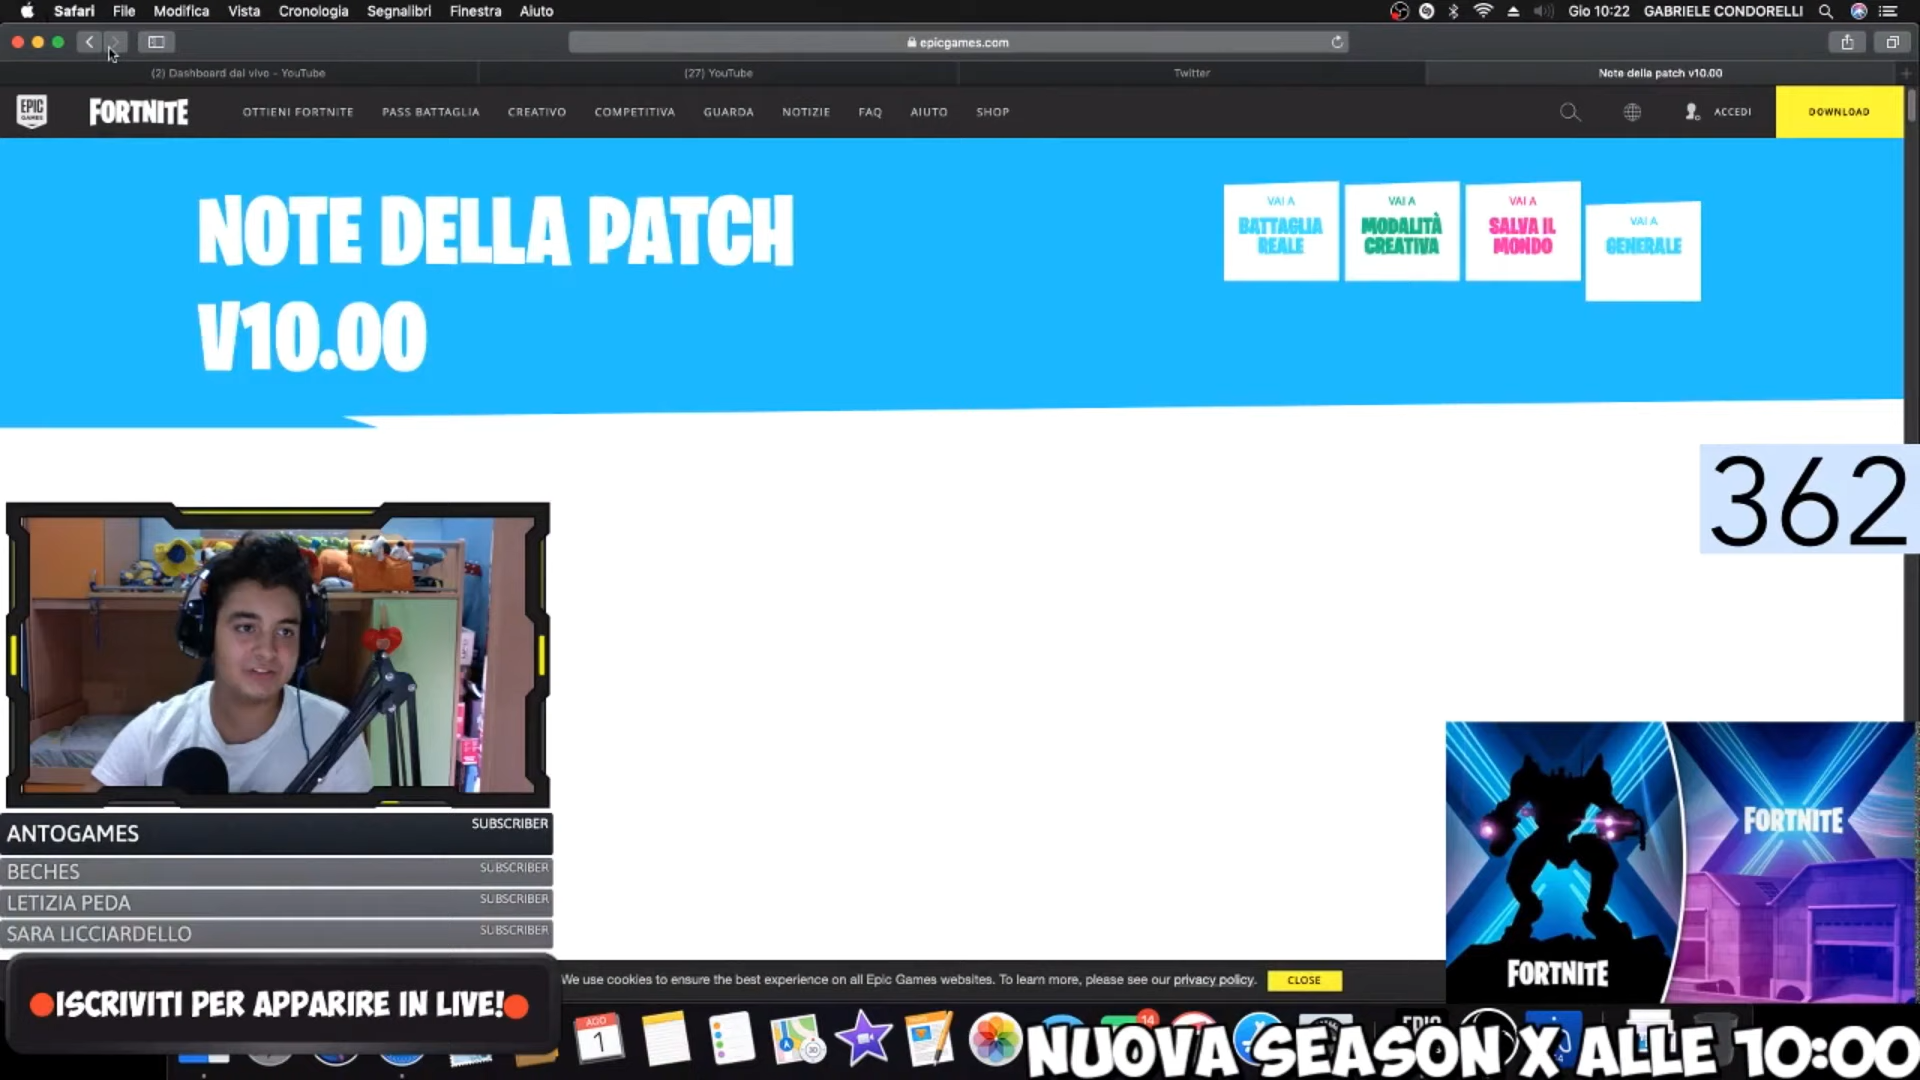 Safari File Modifica Vista Cronologia Segnalibri Finestra Aiuto
Gio 10:22 GABRIELE CONDORELLI
epicgames.com
(2) Dashboard dal vivo - YouTube
(27) YouTube
Twitter
Note della patch v10.00
EPIC GAMES
FORTNITE
OTTIENI FORTNITE PASS BATTAGLIA CREATIVO COMPETITIVA GUARDA NOTIZIE FAQ AIUTO SHOP
ACCEDI
DOWNLOAD
NOTE DELLA PATCH
V10.00
VAI A
BATTAGLIA
REALE
VAI A
MODALITÀ
CREATIVA
VAI A
SALVA IL
MONDO
VAI A
GENERALE
362
ANTOGAMES SUBSCRIBER
BECHES SUBSCRIBER
LETIZIA PEDA SUBSCRIBER
SARA LICCIARDELLO SUBSCRIBER
ISCRIVITI PER APPARIRE IN LIVE!
We use cookies to ensure the best experience on all Epic Games websites. To learn more, please see our privacy policy.
CLOSE
FORTNITE
FORTNITE
AGO
1
14
NUOVA SEASON X ALLE 10:00